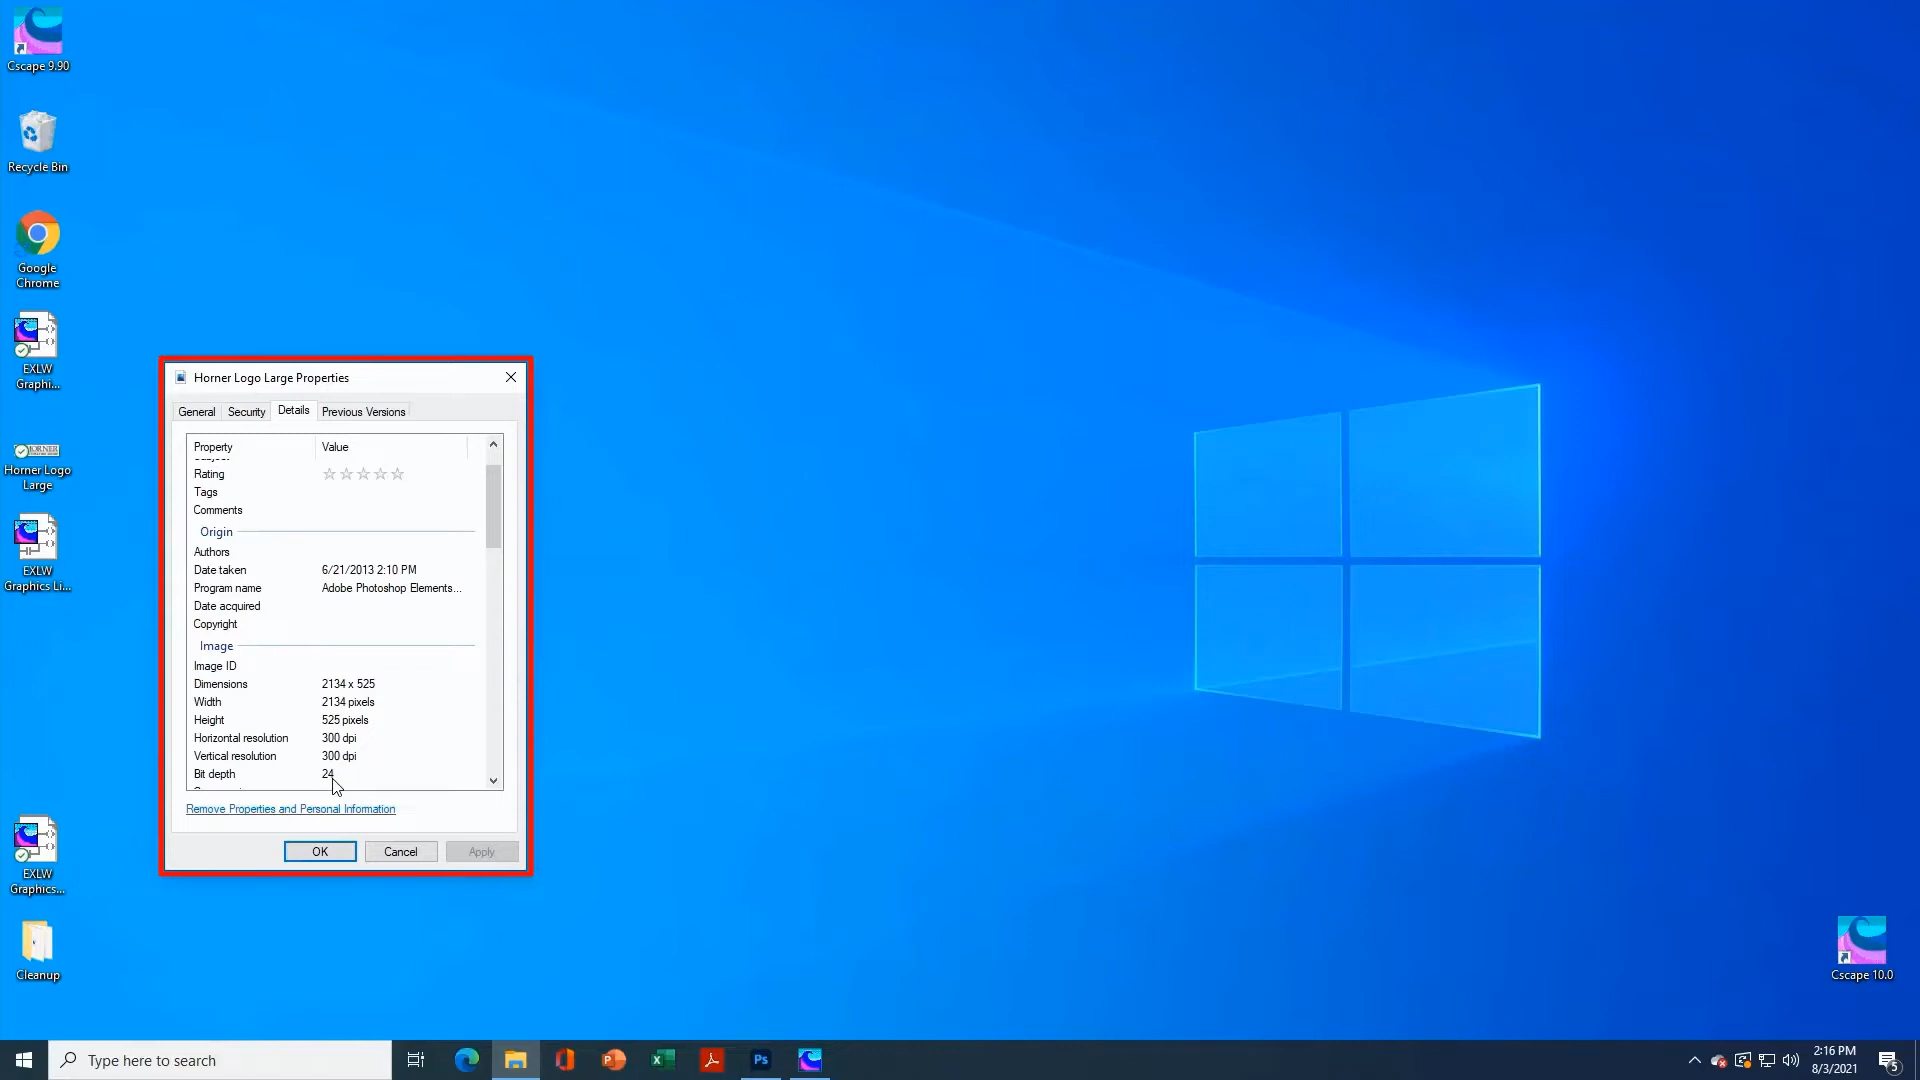 Cscape 9.90
Recycle Bin
Google
Chrome
EXLW
Graphi...
HORNER
Horner Logo
Large
EXLW
Graphics Li...
EXLW
Graphics...
Cleanup
Horner Logo Large Properties
General Security Details Previous Versions
Property Value
Rating
Tags
Comments
Origin
Authors
Date taken 6/21/2013 2:10 PM
Program name Adobe Photoshop Elements...
Date acquired
Copyright
Image
Image ID
Dimensions 2134 x 525
Width 2134 pixels
Height 525 pixels
Horizontal resolution 300 dpi
Vertical resolution 300 dpi
Bit depth 24
Remove Properties and Personal Information
OK Cancel Apply
Cscape 10.0
Type here to search
Ps
2:16 PM
8/3/2021
5